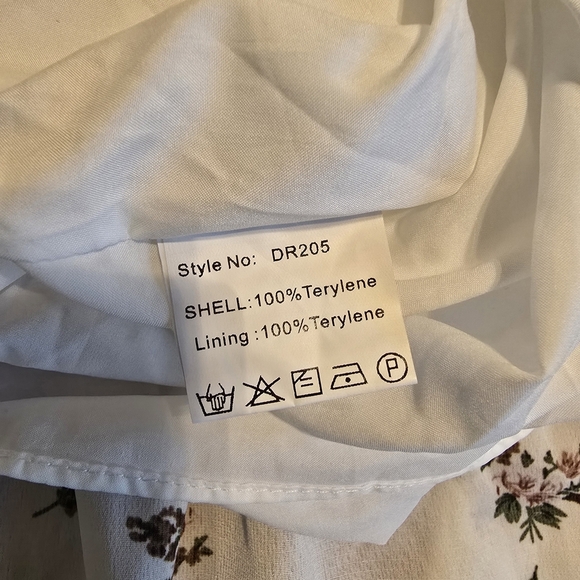 Style No: DR205
SHELL:100%Terylene
Lining :100%Terylene
P